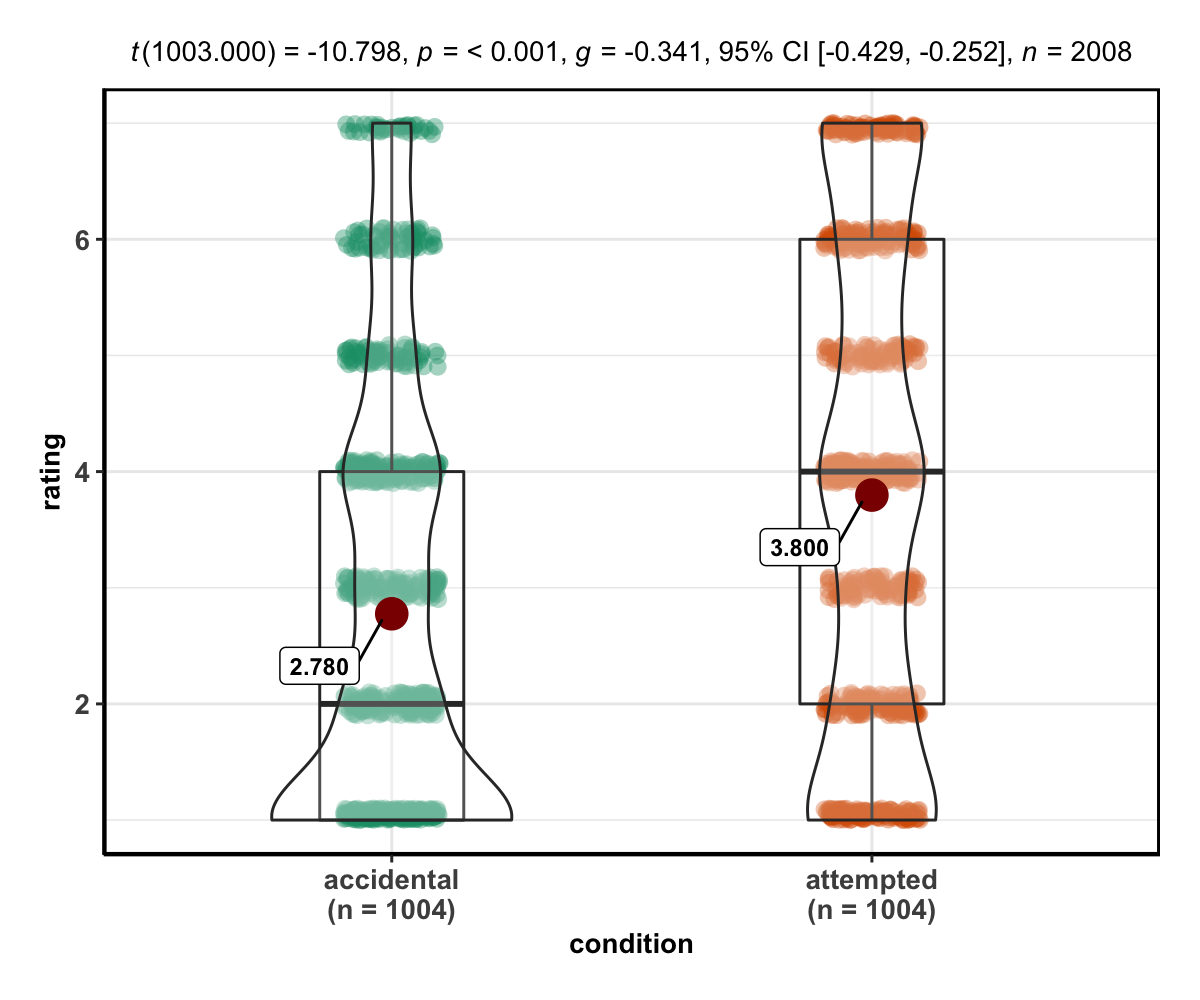 t(1003.000) = -10.798, p = < 0.001, g = -0.341, 95% CI [-0.429, -0.252], n = 2008
6
4
3.800
2.780
2
rating
accidental
(n = 1004)
attempted
(n = 1004)
condition